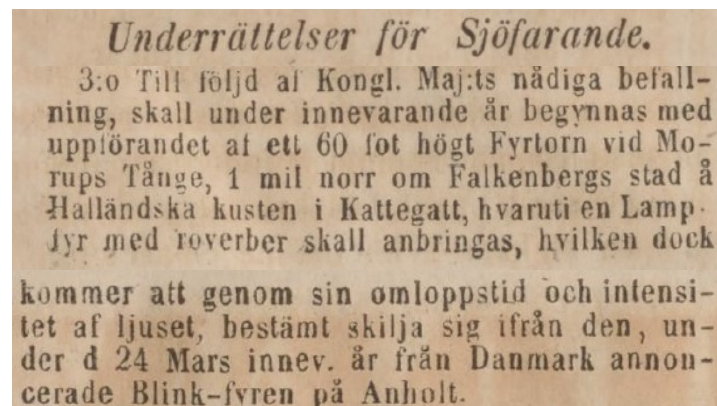 Underrättelser för Sjöfarande.
3:o Till följd af Kongl. Maj:ts nådiga befall-
ning, skall under innevarande år begynnas med
uppförandet af ett 60 fot högt Fyrtorn vid Mo-
rups Tånge, 1 mil norr om Falkenbergs stad å
Halländska kusten i Kattegatt, hvaruti en Lamp-
fyr med roverber skall anbringas, hvilken dock
kommer att genom sin omloppstid och intensi-
tet af ljuset, bestämt skilja sig ifrån den, un-
der d 24 Mars innev. år från Danmark annon-
cerade Blink-fyren på Anholt.